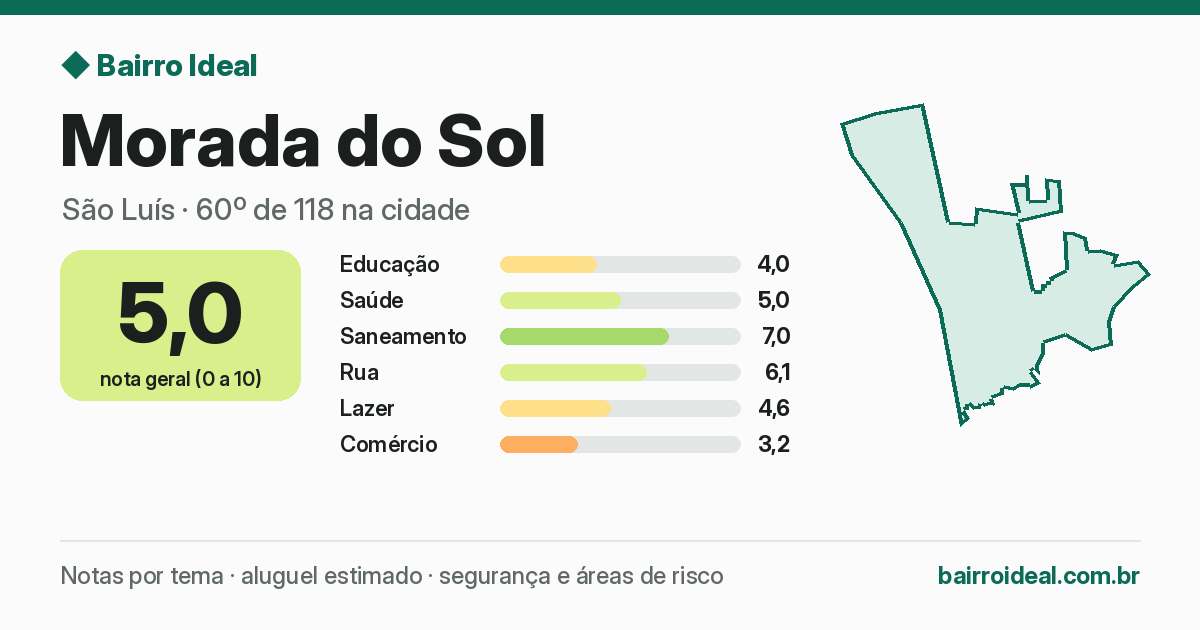 Bairro Ideal
Morada do Sol
São Luís · 60º de 118 na cidade
5,0
nota geral (0 a 10)
Educação 4,0
Saúde 5,0
Saneamento 7,0
Rua 6,1
Lazer 4,6
Comércio 3,2
Notas por tema · aluguel estimado · segurança e áreas de risco
bairroideal.com.br